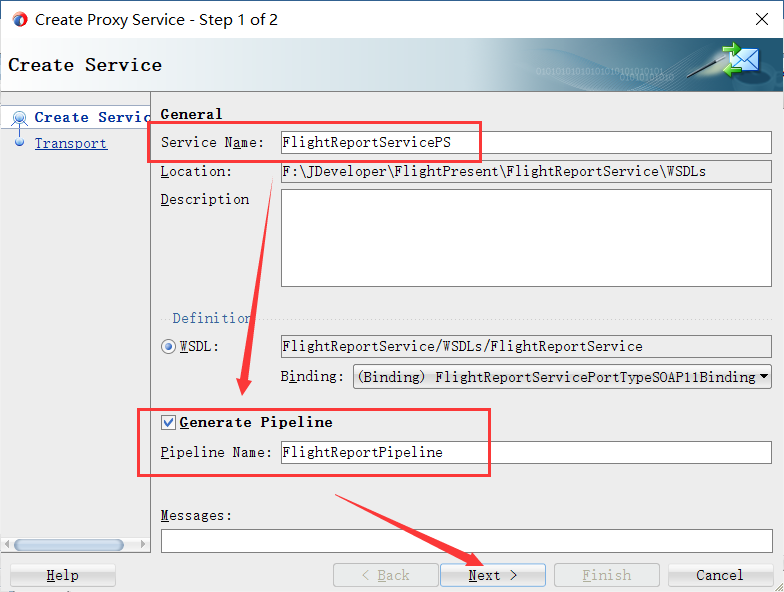 Create Proxy Service - Step 1 of 2
Create Service
Create Servic
Transport
General
Service Name: FlightReportServicePS
Location: F:\JDeveloper\FlightPresent\FlightReportService\WSDLs
Description
Definition
WSDL: FlightReportService/WSDLs/FlightReportService
Binding: (Binding) FlightReportServicePortTypeSOAP11Binding
Generate Pipeline
Pipeline Name: FlightReportPipeline
Messages:
Help
< Back
Next >
Finish
Cancel